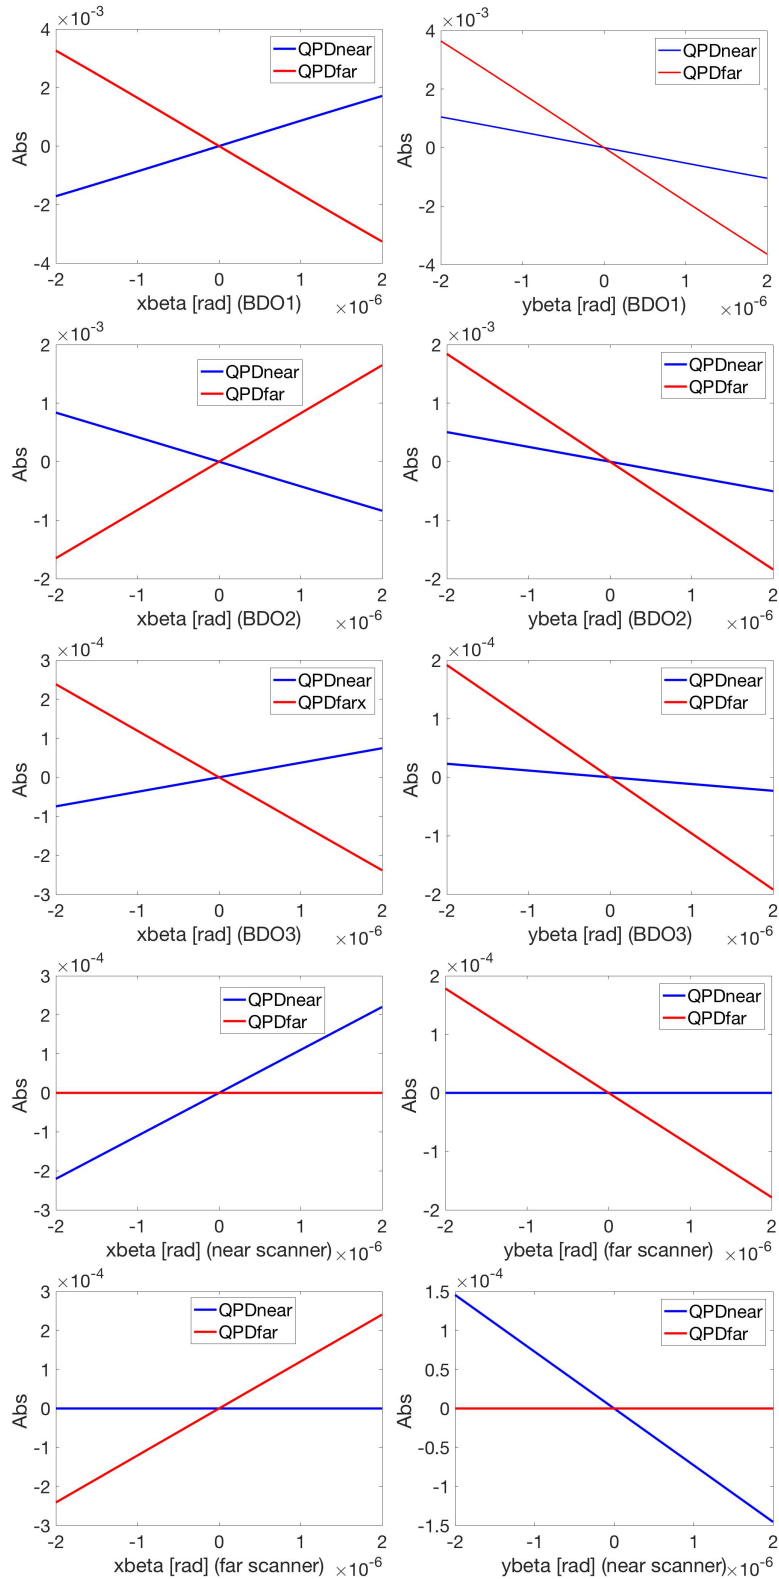 ×10-3
4
2
0
-2
-4
Abs
QPDnear
QPDfar
-2 -1 0 1 2
xbeta [rad] (BDO1) ×10-6
×10-3
4
2
0
-2
-4
QPDnear
QPDfar
-2 -1 0 1 2
ybeta [rad] (BDO1) ×10-6
×10-3
2
1
0
-1
-2
Abs
QPDnear
QPDfar
-2 -1 0 1 2
xbeta [rad] (BDO2) ×10-6
×10-3
2
1
0
-1
-2
Abs
QPDnear
QPDfar
-2 -1 0 1 2
ybeta [rad] (BDO2) ×10-6
×10-4
3
2
1
0
-1
-2
-3
Abs
QPDnear
QPDfarx
-2 -1 0 1 2
xbeta [rad] (BDO3) ×10-6
×10-4
2
1
0
-1
-2
Abs
QPDnear
QPDfar
-2 -1 0 1 2
ybeta [rad] (BDO3) ×10-6
×10-4
3
2
1
0
-1
-2
-3
Abs
QPDnear
QPDfar
-2 -1 0 1 2
xbeta [rad] (near scanner) ×10-6
×10-4
2
1
0
-1
-2
Abs
QPDnear
QPDfar
-2 -1 0 1 2
ybeta [rad] (far scanner) ×10-6
×10-4
3
2
1
0
-1
-2
-3
Abs
QPDnear
QPDfar
-2 -1 0 1 2
xbeta [rad] (far scanner) ×10-6
×10-4
1.5
1
0.5
0
-0.5
-1
-1.5
Abs
QPDnear
QPDfar
-2 -1 0 1 2
ybeta [rad] (near scanner) ×10-6